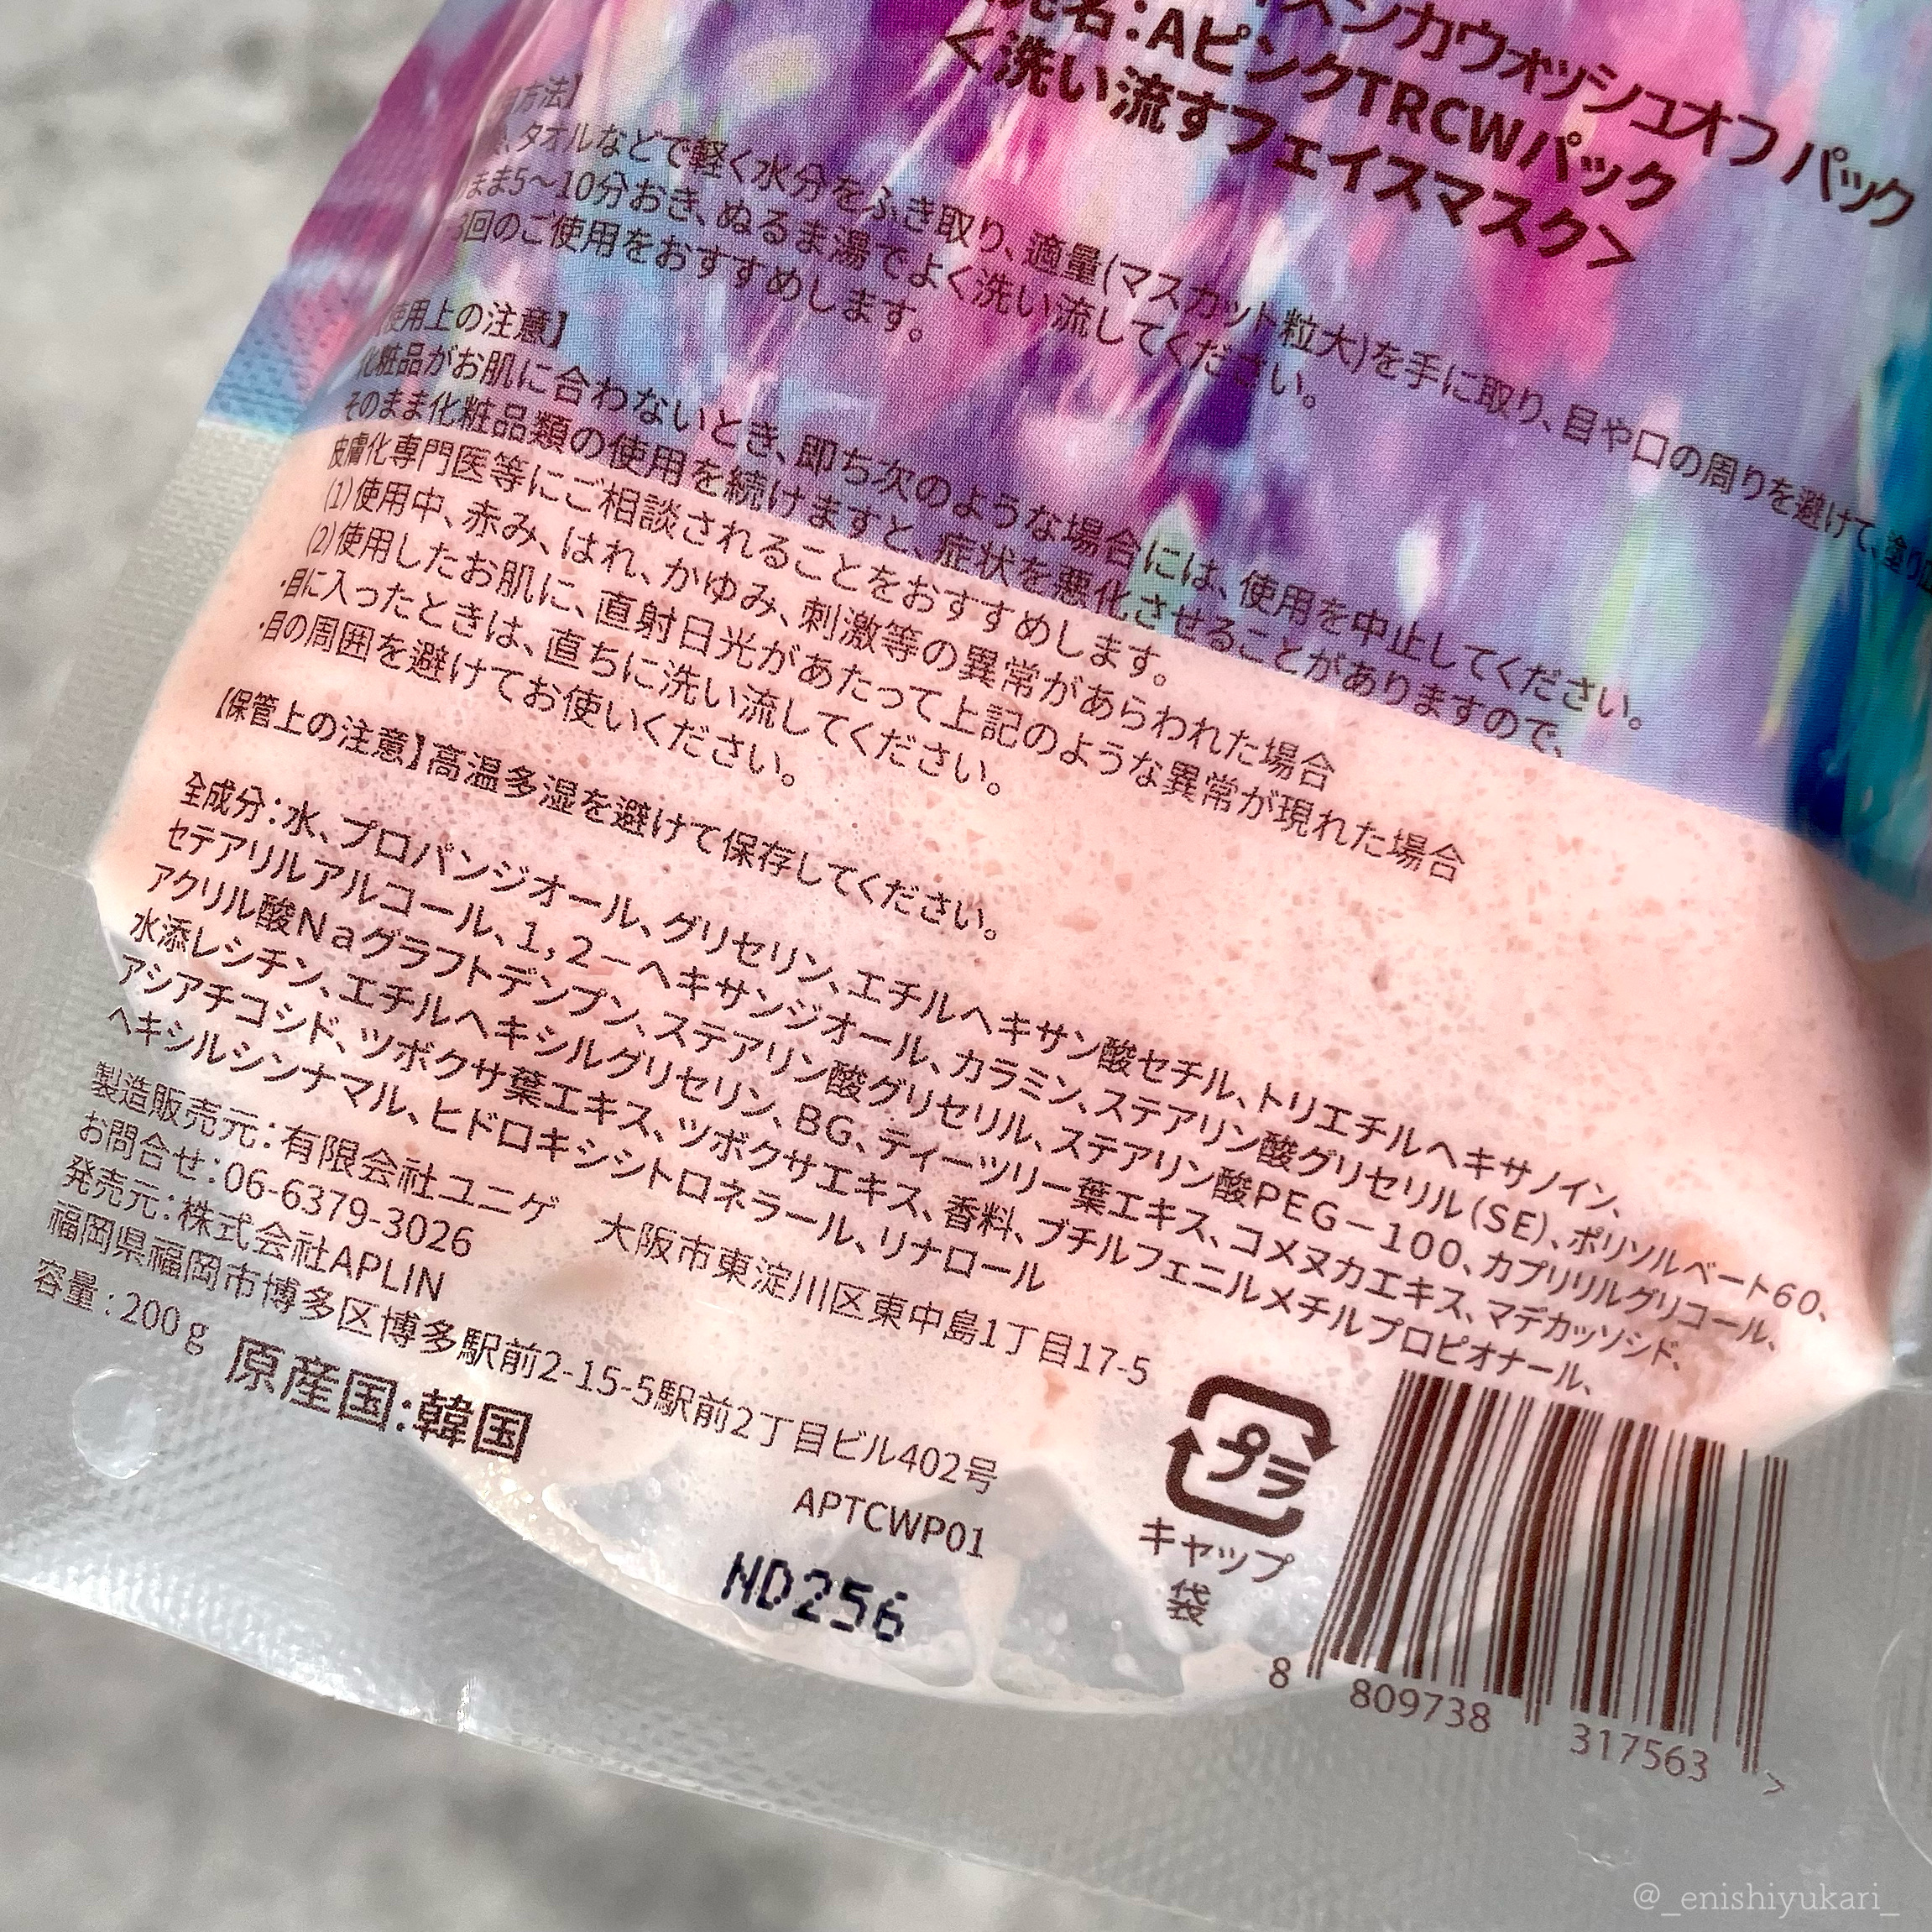 カウォッシュオフ パック
名:AピンクTRCWパック
<洗い流すフェイスマスク>
方法】
タオルなどで軽く水分をふき取り、適量(マスカット粒大)を手に取り、目や口の周りを避けて、塗り
まま5〜10分おき、ぬるま湯でよく洗い流してください。
回のご使用をおすすめします。
【使用上の注意】
化粧品がお肌に合わないとき、即ち次のような場合には、使用を中止してください。
そのまま化粧品類の使用を続けますと、症状を悪化させることがありますので、
皮膚化専門医等にご相談されることをおすすめします。
(1)使用中、赤み、はれ、かゆみ、刺激等の異常があらわれた場合
(2)使用したお肌に、直射日光があたって上記のような異常が現れた場合
・目に入ったときは、直ちに洗い流してください。
・目の周囲を避けてお使いください。
【保管上の注意】高温多湿を避けて保存してください。
全成分:水、プロパンジオール、グリセリン、エチルヘキサン酸セチル、トリエチルヘキサノイン、
セテアリルアルコール、1,2ーヘキサンジオール、カラミン、ステアリン酸グリセリル(SE)、ポリソルベート60、
アクリル酸Naグラフトデンプン、ステアリン酸グリセリル、ステアリン酸PEGー100、カプリリルグリコール、
水添レシチン、エチルヘキシルグリセリン、BG、ティーツリー葉エキス、コメヌカエキス、マデカッソシド、
アシアチコシド、ツボクサ葉エキス、ツボクサエキス、香料、ブチルフェニルメチルプロピオナール、
ヘキシルシンナマル、ヒドロキシシトロネラール、リナロール
製造販売元:有限会社ユニゲ 大阪市東淀川区東中島1丁目17-5
お問合せ:06-6379-3026
発売元:株式会社APLIN
福岡県福岡市博多区博多駅前2-15-5駅前2丁目ビル402号
容量:200g 原産国:韓国
APTCWP01
ND256
プラ
キャップ
袋
8 809738 317563 >
@_enishiyukari_